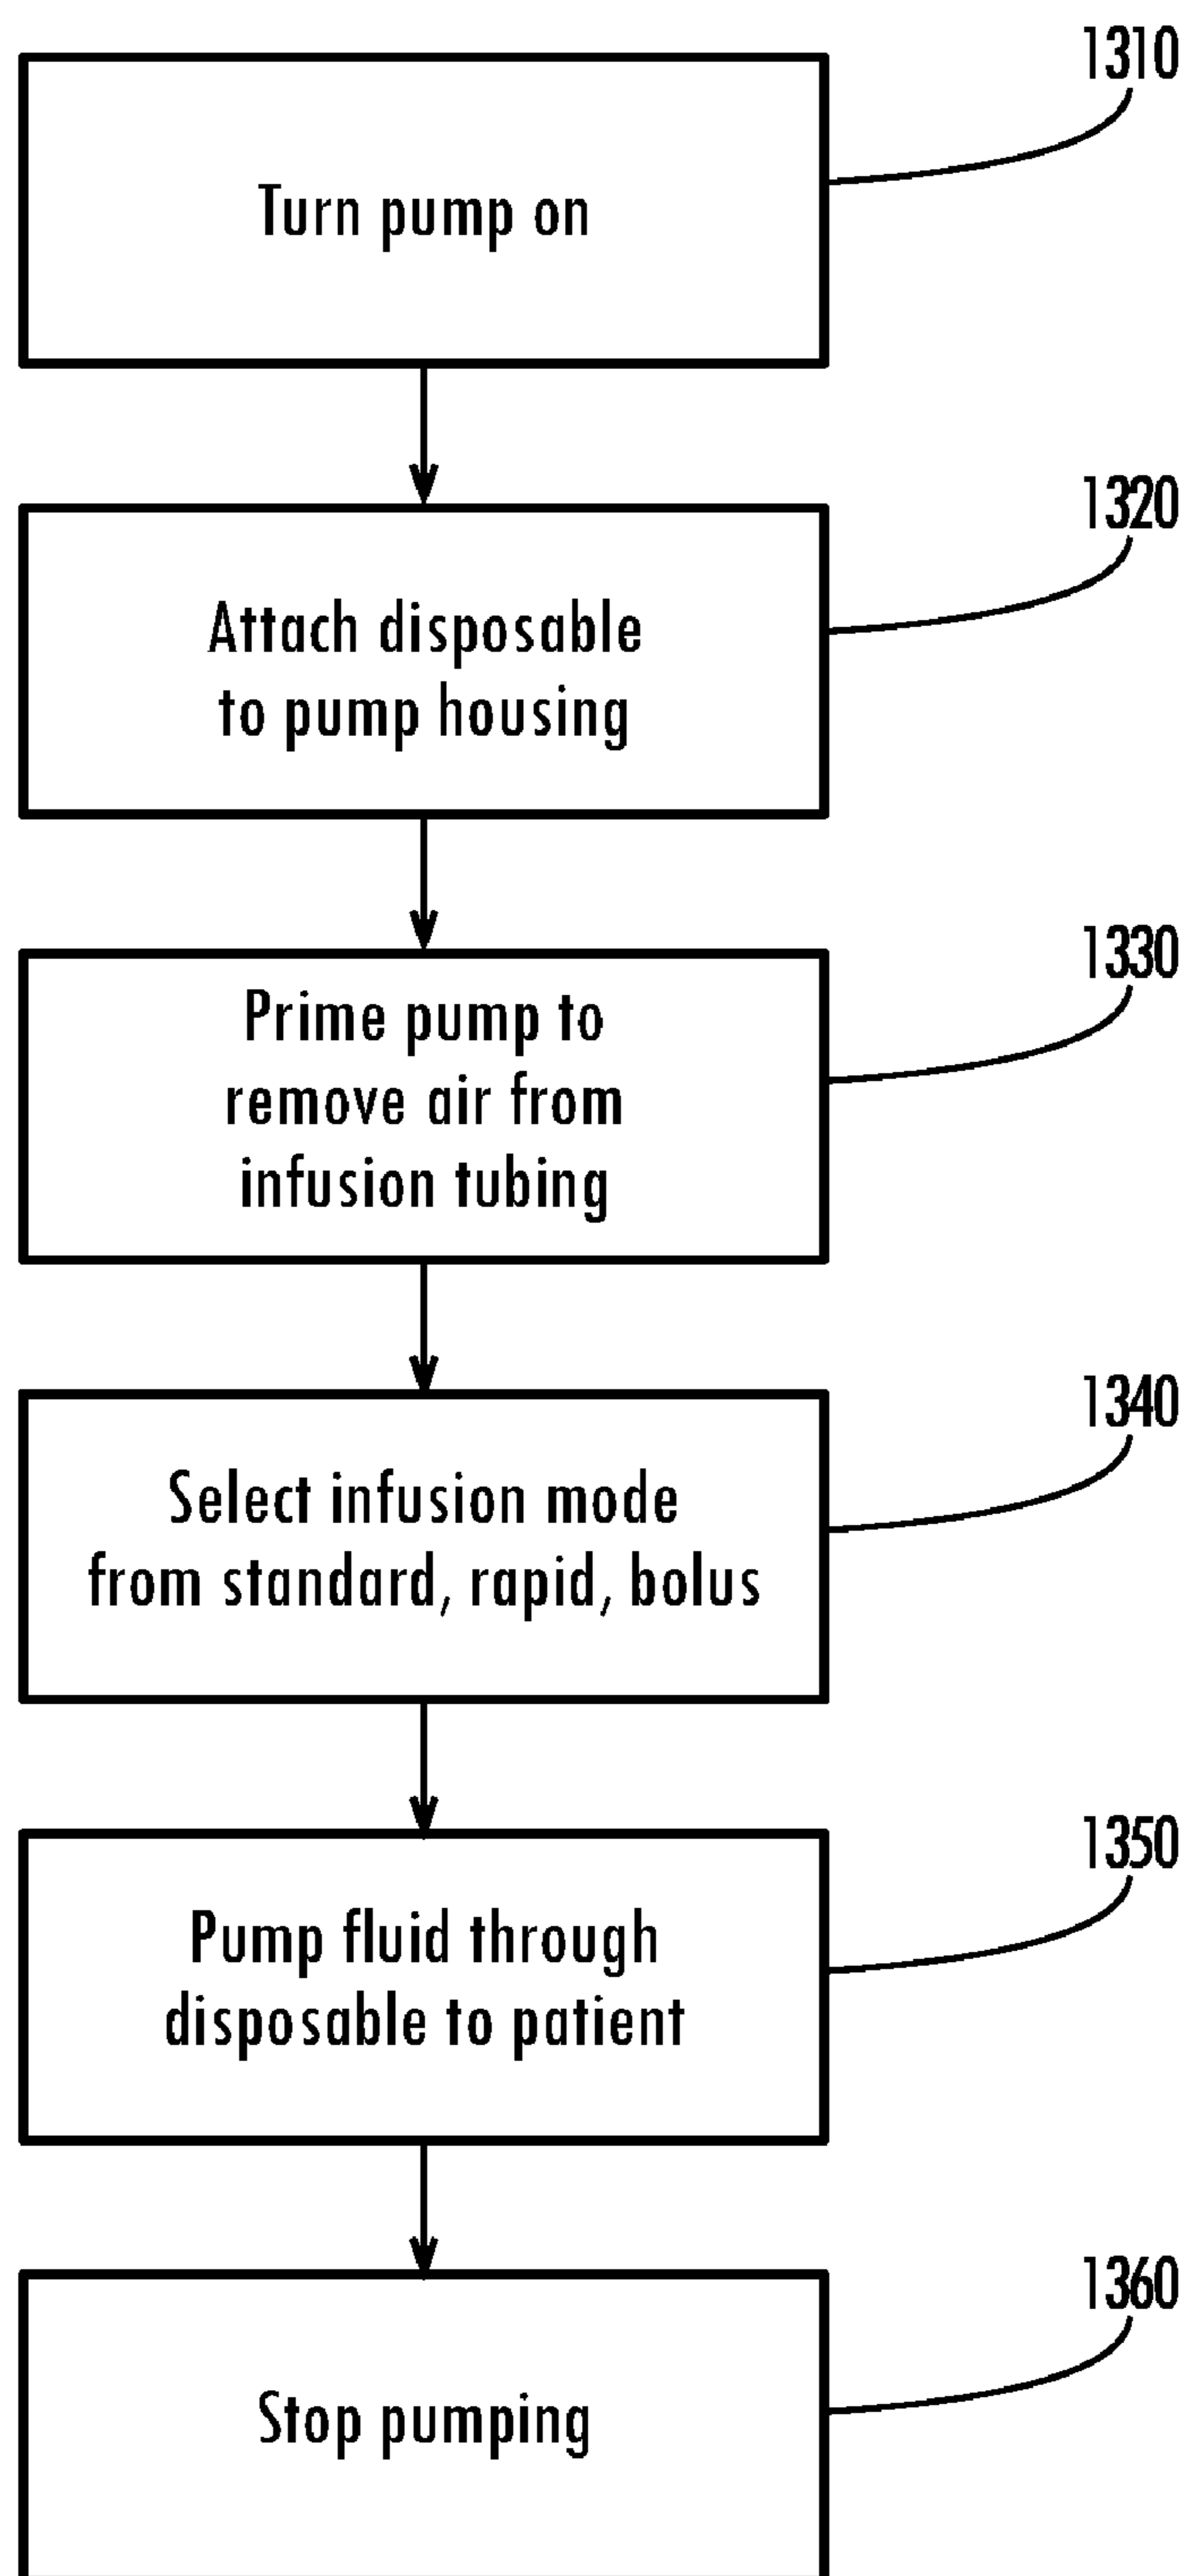 1310
Turn pump on
1320
Attach disposable
to pump housing
1330
Prime pump to
remove air from
infusion tubing
1340
Select infusion mode
from standard, rapid, bolus
1350
Pump fluid through
disposable to patient
1360
Stop pumping